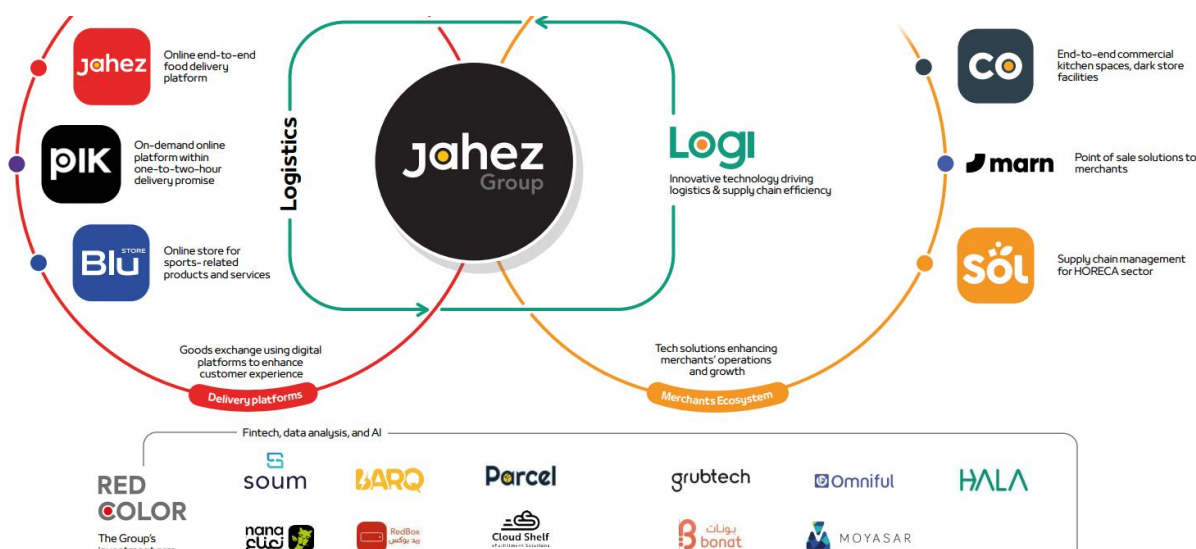 jahez
Online end-to-end
food delivery
platform
PIK
On-demand online
platform within
one-to-two-hour
delivery promise
Blu
STORE
Online store for
sports- related
products and services
Logistics
jahez
Group
Logi
Innovative technology driving
logistics & supply chain efficiency
CO
End-to-end commercial
kitchen spaces, dark store
facilities
marn
Point of sale solutions to
merchants
söl
Supply chain management
for HORECA sector
Goods exchange using digital
platforms to enhance
customer experience
Delivery platforms
Tech solutions enhancing
merchants' operations
and growth
Merchants Ecosystem
Fintech, data analysis, and AI
RED
COLOR
The Group's
soum
BARQ
Parcel
grubtech
Omniful
HALA
nana
نعناع
RedBox
ريد بوكس
Cloud Shelf
eFulfillment Solutions
بونات
bonat
MOYASAR